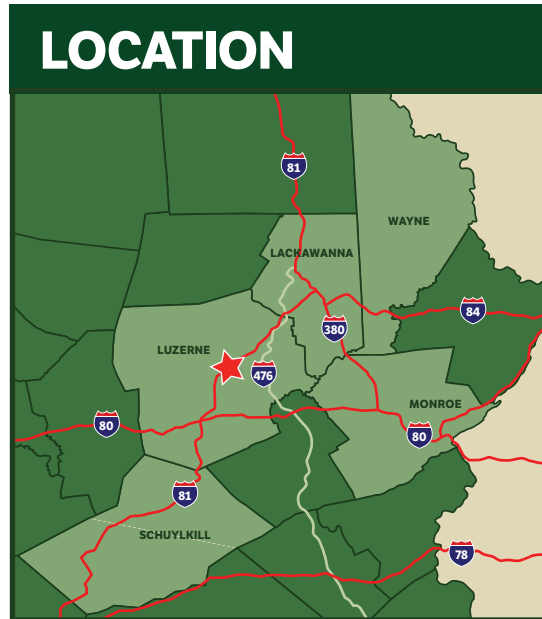 LOCATION
81
WAYNE
LACKAWANNA
84
380
LUZERNE
476
MONROE
80
80
81
SCHUYLKILL
78